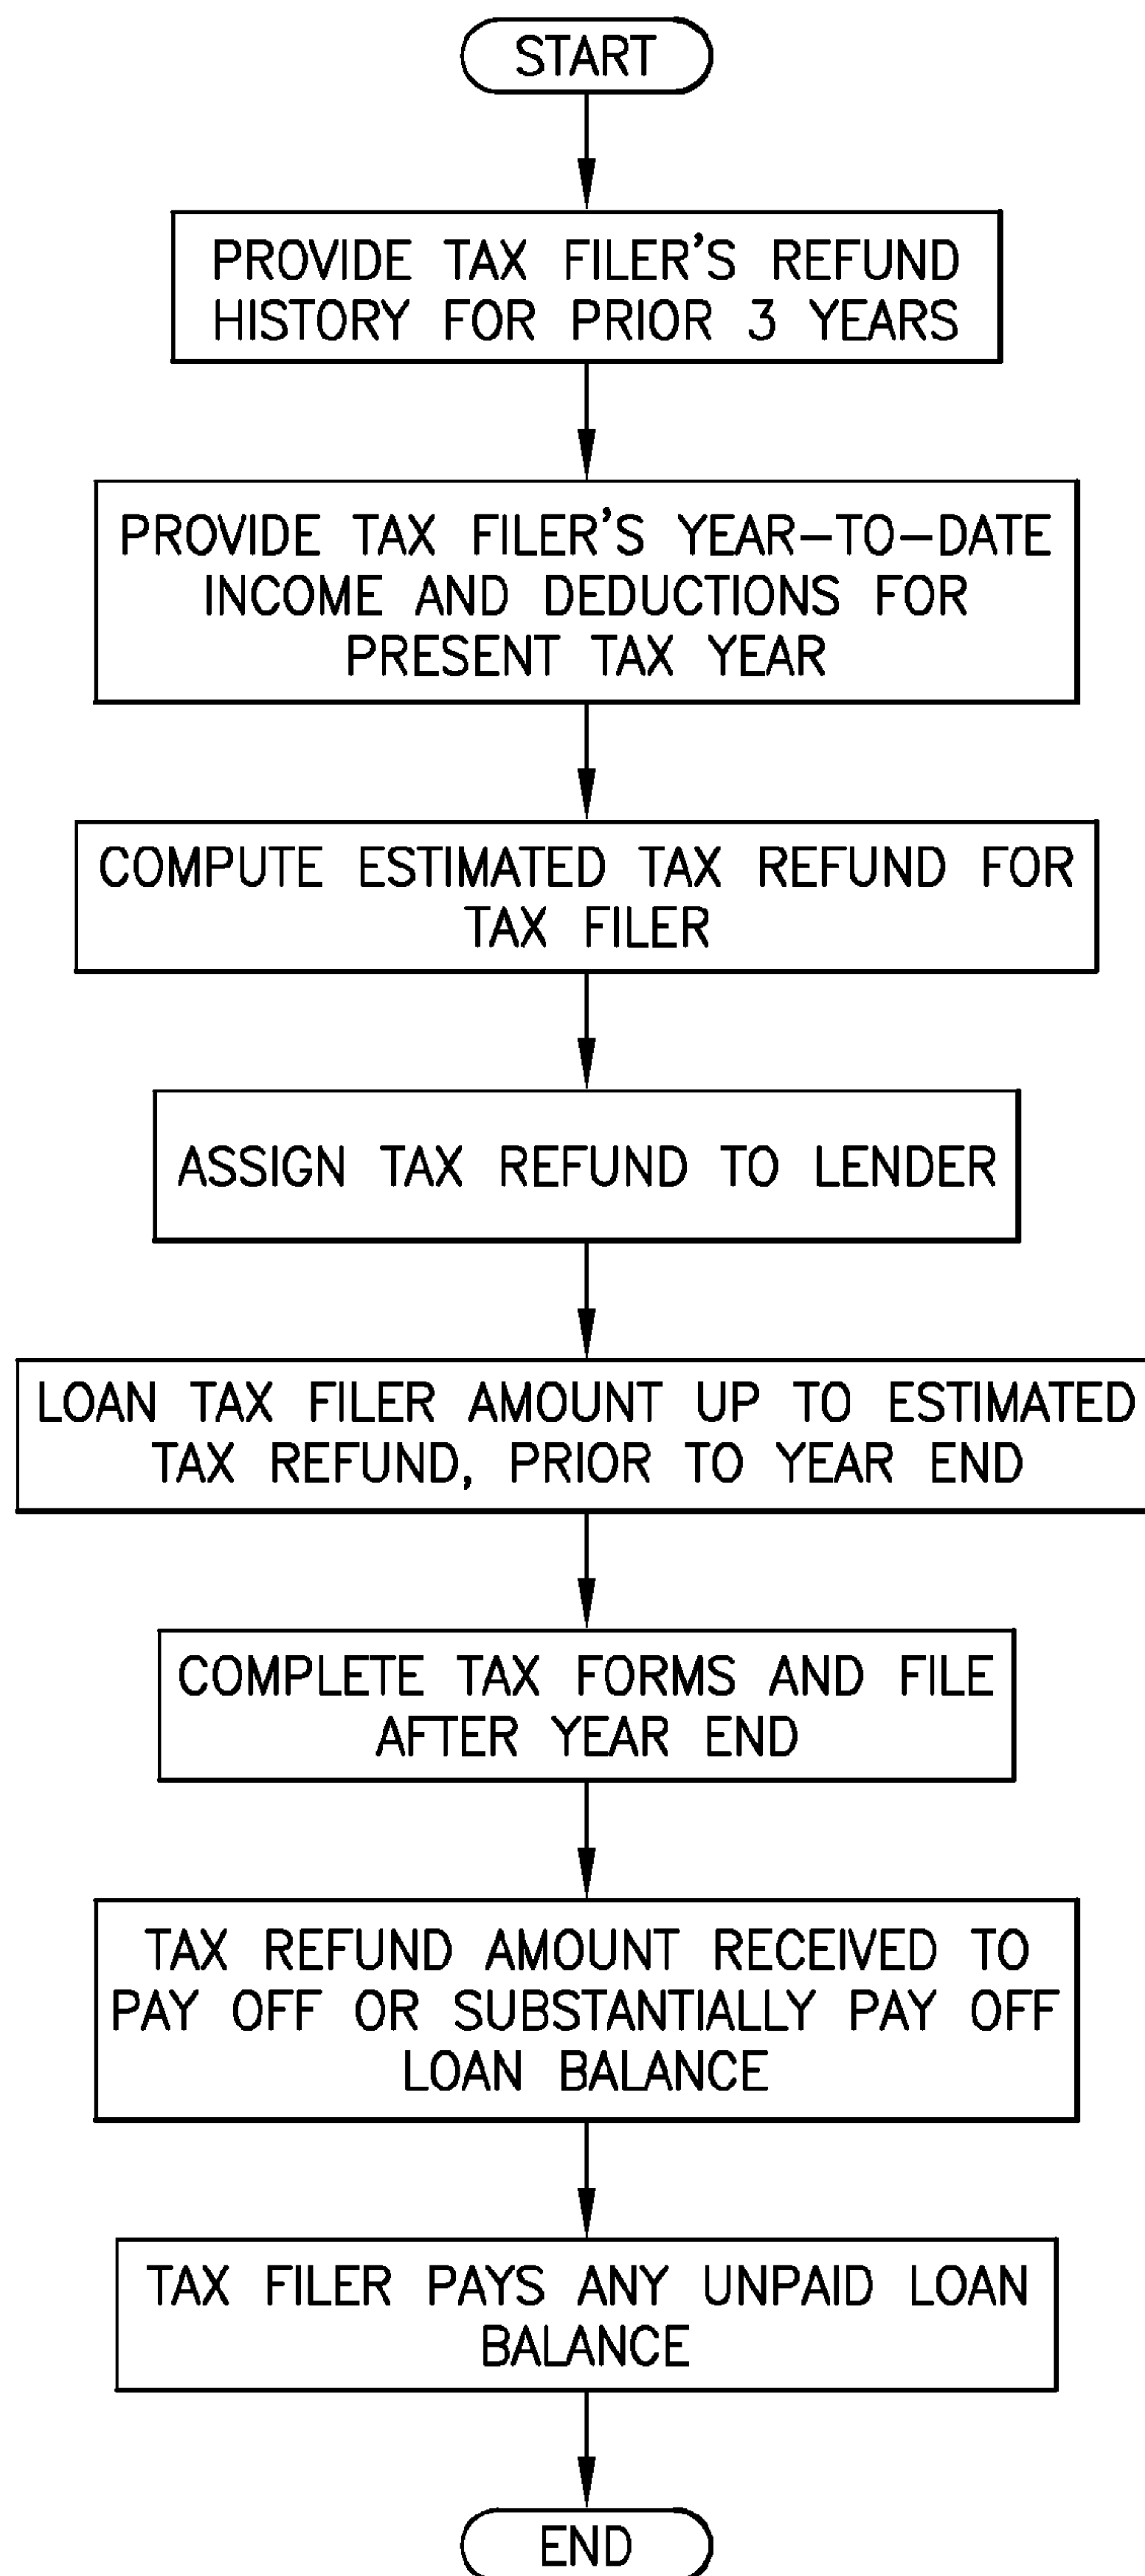 START
PROVIDE TAX FILER'S REFUND
HISTORY FOR PRIOR 3 YEARS
PROVIDE TAX FILER'S YEAR-TO-DATE
INCOME AND DEDUCTIONS FOR
PRESENT TAX YEAR
COMPUTE ESTIMATED TAX REFUND FOR
TAX FILER
ASSIGN TAX REFUND TO LENDER
LOAN TAX FILER AMOUNT UP TO ESTIMATED
TAX REFUND, PRIOR TO YEAR END
COMPLETE TAX FORMS AND FILE
AFTER YEAR END
TAX REFUND AMOUNT RECEIVED TO
PAY OFF OR SUBSTANTIALLY PAY OFF
LOAN BALANCE
TAX FILER PAYS ANY UNPAID LOAN
BALANCE
END